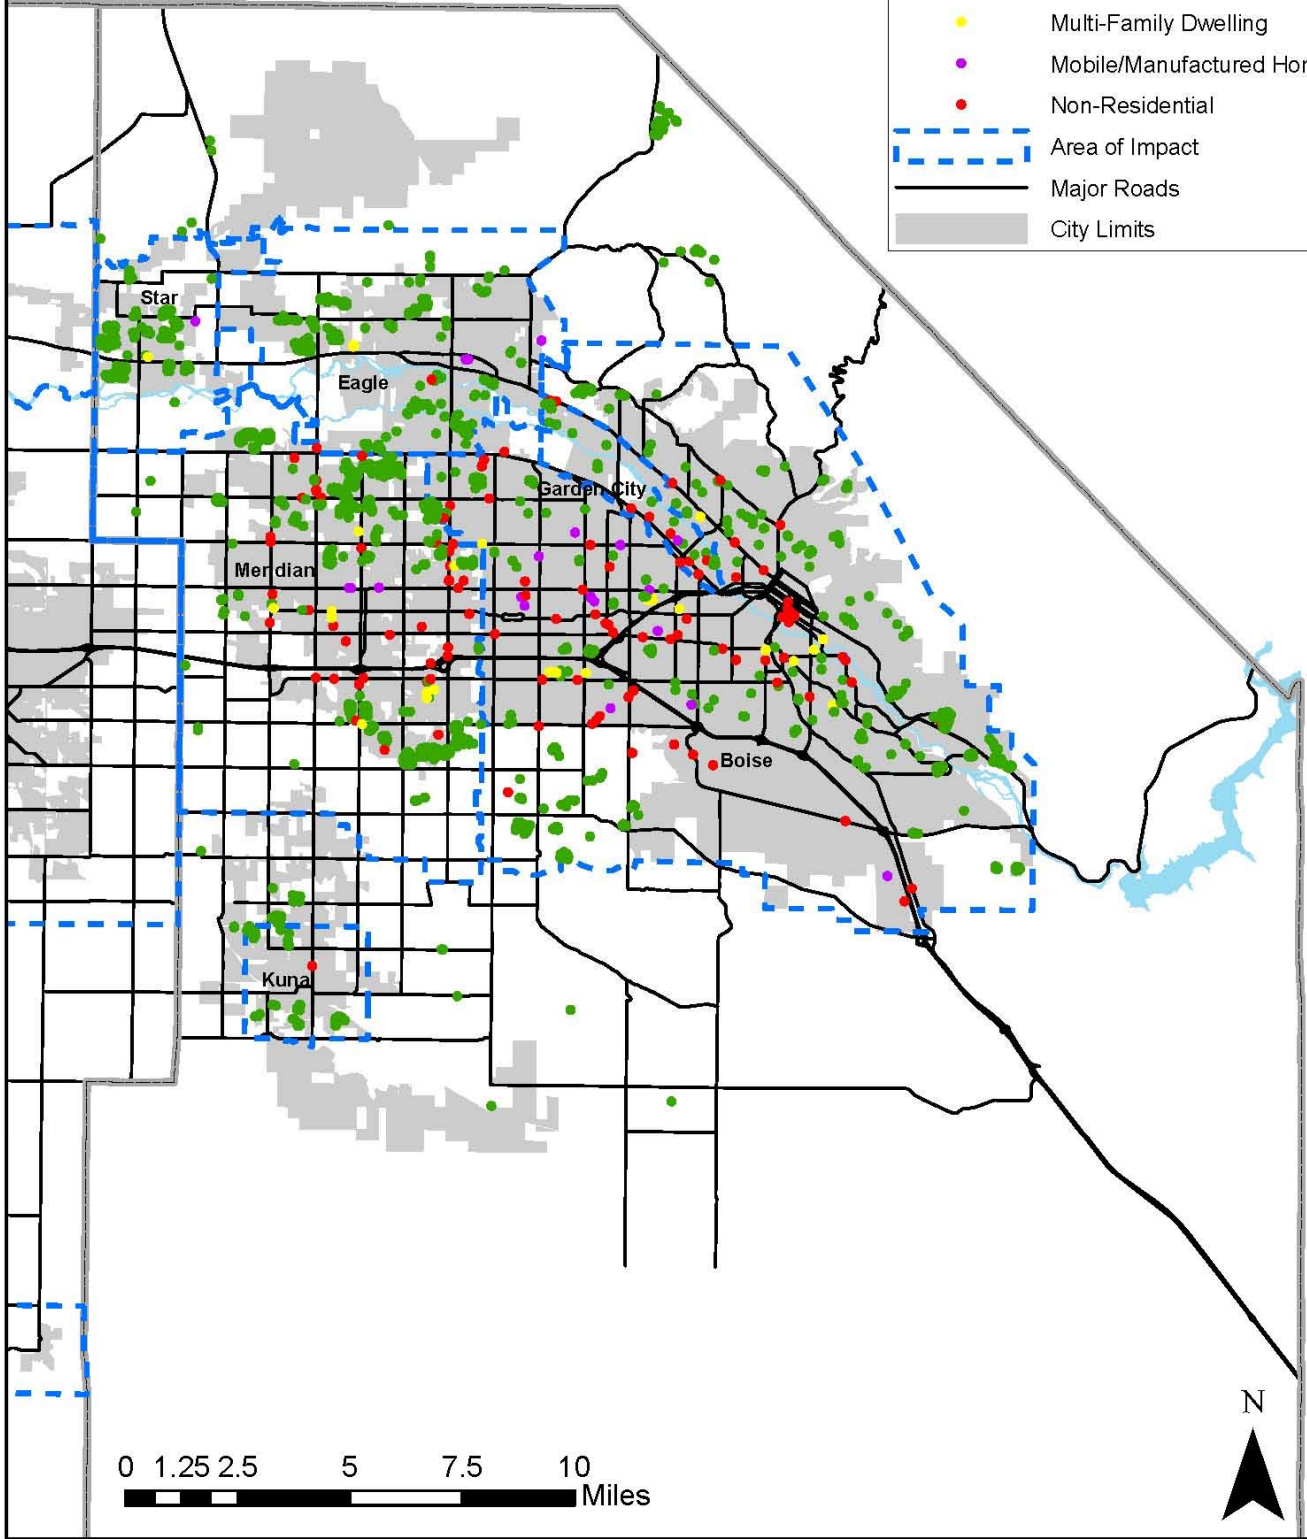 Multi-Family Dwelling
Mobile/Manufactured Hor
Non-Residential
Area of Impact
Major Roads
City Limits
Star
Eagle
Garden City
Meridian
Boise
Kuna
N
0 1.25 2.5 5 7.5 10
Miles